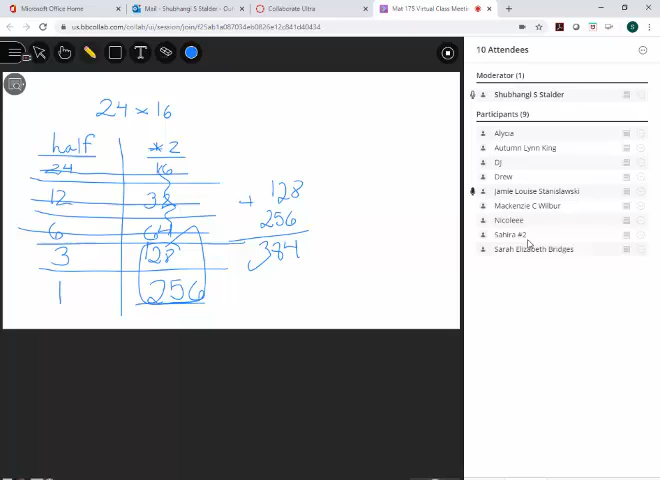 Microsoft Office Home
Mail - Shubhangi S Stalder - Out
Collaborate Ultra
Mat 175 Virtual Class Meeti
us.bbcollab.com/collab/ui/session/join/f25ab1a087034eb0826e12c841d40434
S
T
10 Attendees
24 × 16
half
* 2
24
16
12
32
6
64
3
128
1
256
+ 128
256
384
Moderator (1)
Shubhangi S Stalder
Participants (9)
Alycia
Autumn Lynn King
DJ
Drew
Jamie Louise Stanislawski
Mackenzie C Wilbur
Nicoleee
Sahira #2
Sarah Elizabeth Bridges